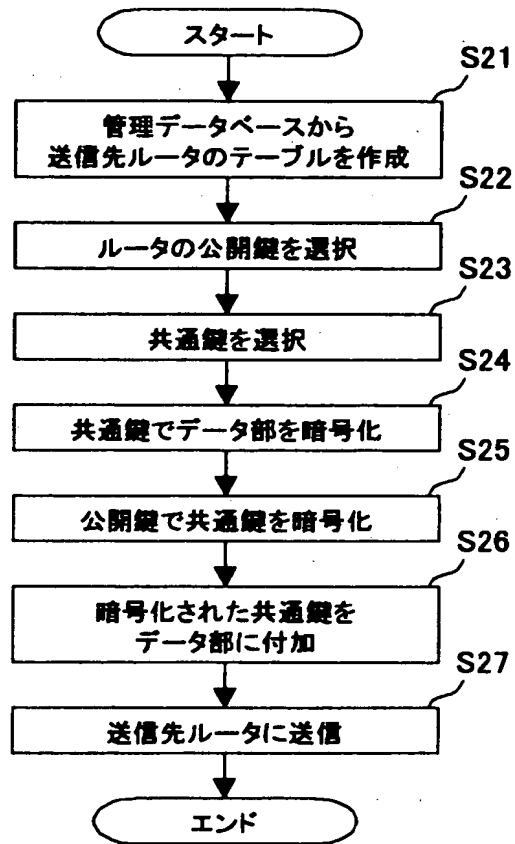 スタート
S21
管理データベースから
送信先ルータのテーブルを作成
S22
ルータの公開鍵を選択
S23
共通鍵を選択
S24
共通鍵でデータ部を暗号化
S25
公開鍵で共通鍵を暗号化
S26
暗号化された共通鍵を
データ部に付加
S27
送信先ルータに送信
エンド